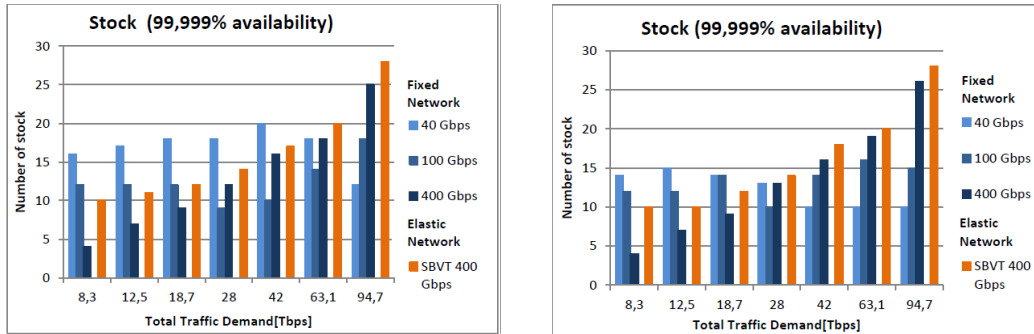 Stock (99,999% availability)
30
25
20
15
10
5
0
Number of stock
8,3 12,5 18,7 28 42 63,1 94,7
Total Traffic Demand[Tbps]
Fixed
Network
40 Gbps
100 Gbps
400 Gbps
Elastic
Network
SBVT 400
Gbps
Stock (99,999% availability)
30
25
20
15
10
5
0
Number of stock
8,3 12,5 18,7 28 42 63,1 94,7
Total Traffic Demand[Tbps]
Fixed
Network
40 Gbps
100 Gbps
400 Gbps
Elastic
Network
SBVT 400
Gbps